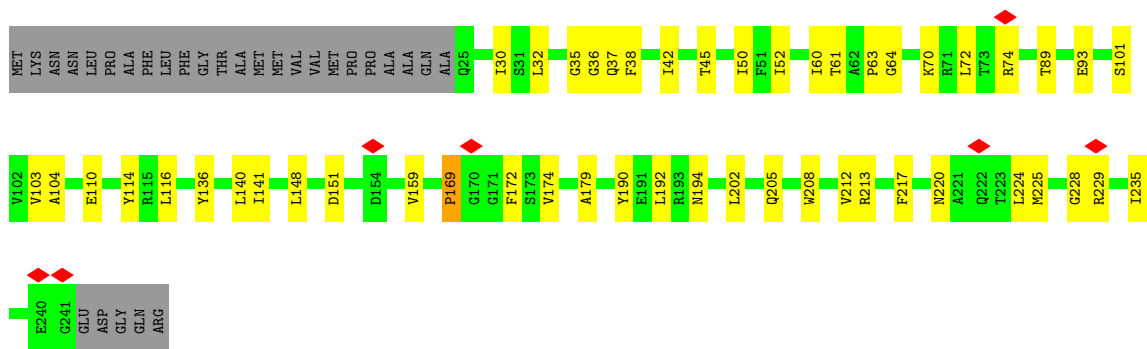 MET LYS ASN ASN LEU PRO ALA PHE LEU PHE GLY THR ALA MET MET VAL VAL MET PRO PRO ALA ALA GLN ALA Q25 I30 S31 L32 G35 G36 Q37 F38 I42 T45 I50 F51 I52 I60 T61 A62 P63 G64 K70 R71 L72 T73 R74 T89 E93 S101
V102 V103 A104 E110 Y114 R115 L116 Y136 L140 I141 L148 D151 D154 V159 P169 G170 G171 F172 S173 V174 A179 Y190 E191 L192 R193 N194 L202 Q205 W208 V212 R213 F217 N220 A221 Q222 T223 L224 M225 G228 R229 I235
E240 G241 GLU ASP GLY GLN ARG